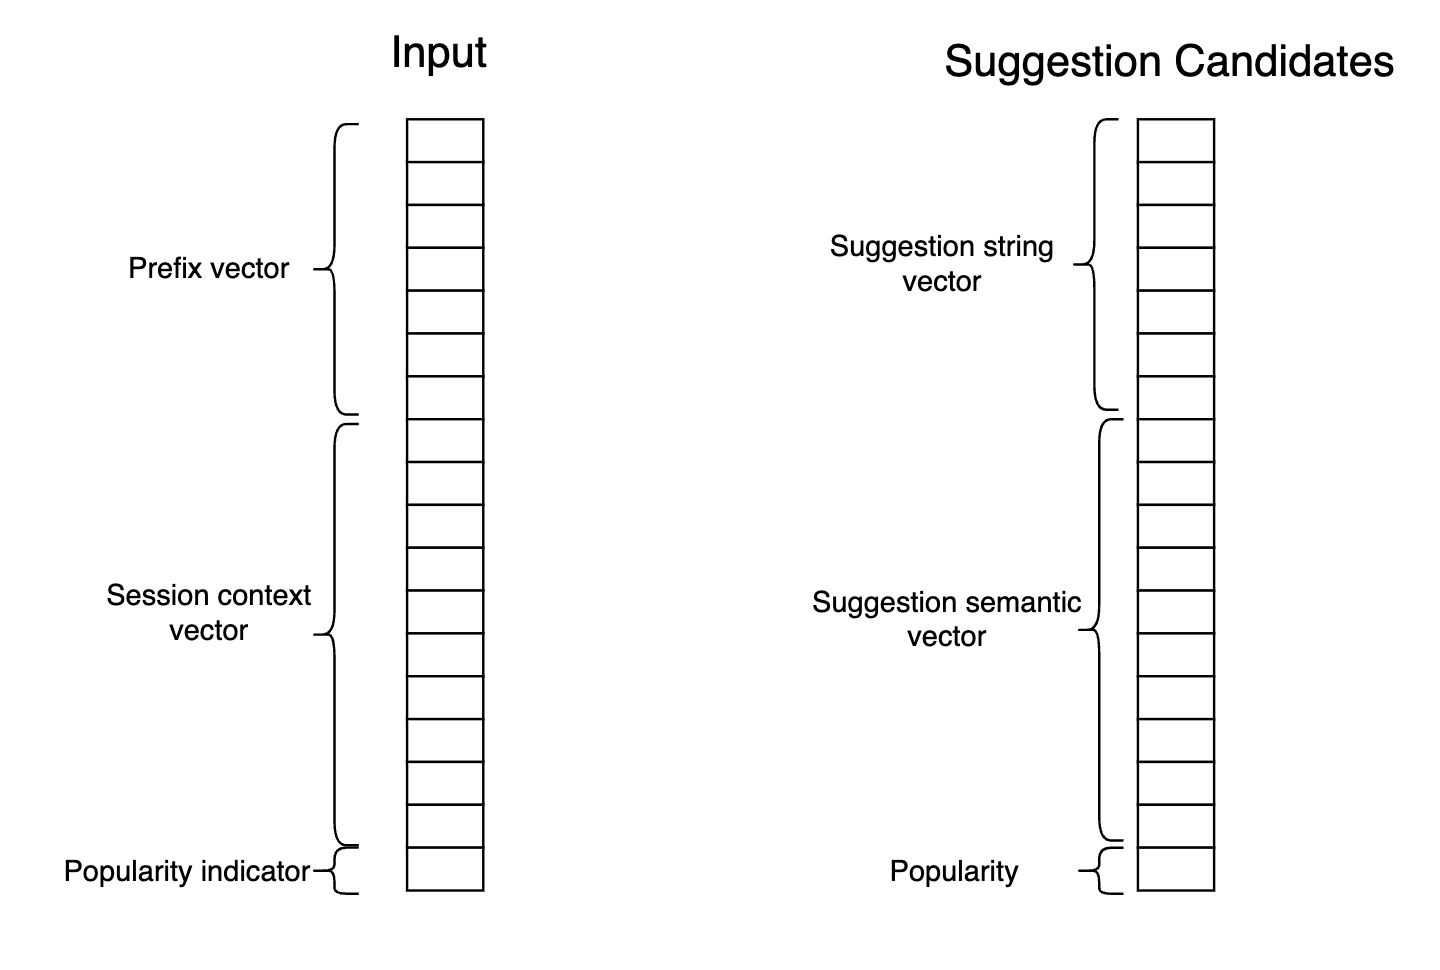 Input
Prefix vector
Session context
vector
Popularity indicator
Suggestion Candidates
Suggestion string
vector
Suggestion semantic
vector
Popularity